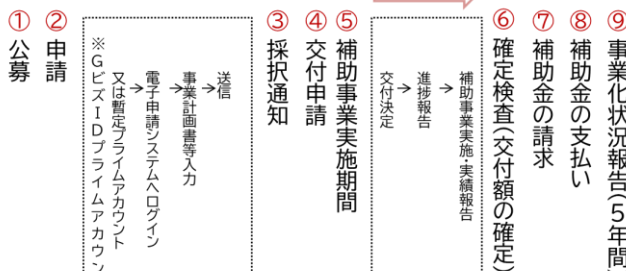 ① 公募
② 申請
※GビズIDプライムアカウン
又は暫定プライムアカウント
→電子申請システムへログイン
→事業計画書等入力
→送信
③ 採択通知
④ 交付申請
⑤ 補助事業実施期間
交付決定
→進捗報告
→補助事業実施・実績報告
⑥ 確定検査(交付額の確定)
⑦ 補助金の請求
⑧ 補助金の支払い
⑨ 事業化状況報告(5年間)